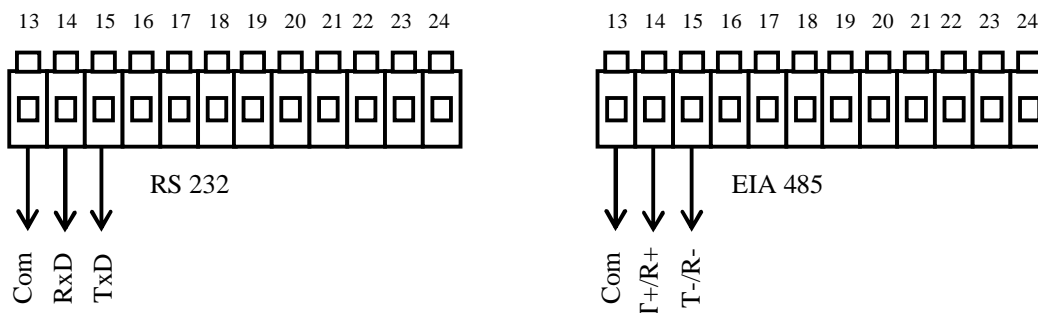 13 14 15 16 17 18 19 20 21 22 23 24
13 14 15 16 17 18 19 20 21 22 23 24
RS 232
EIA 485
Com
RxD
TxD
Com
T+/R+
T-/R-